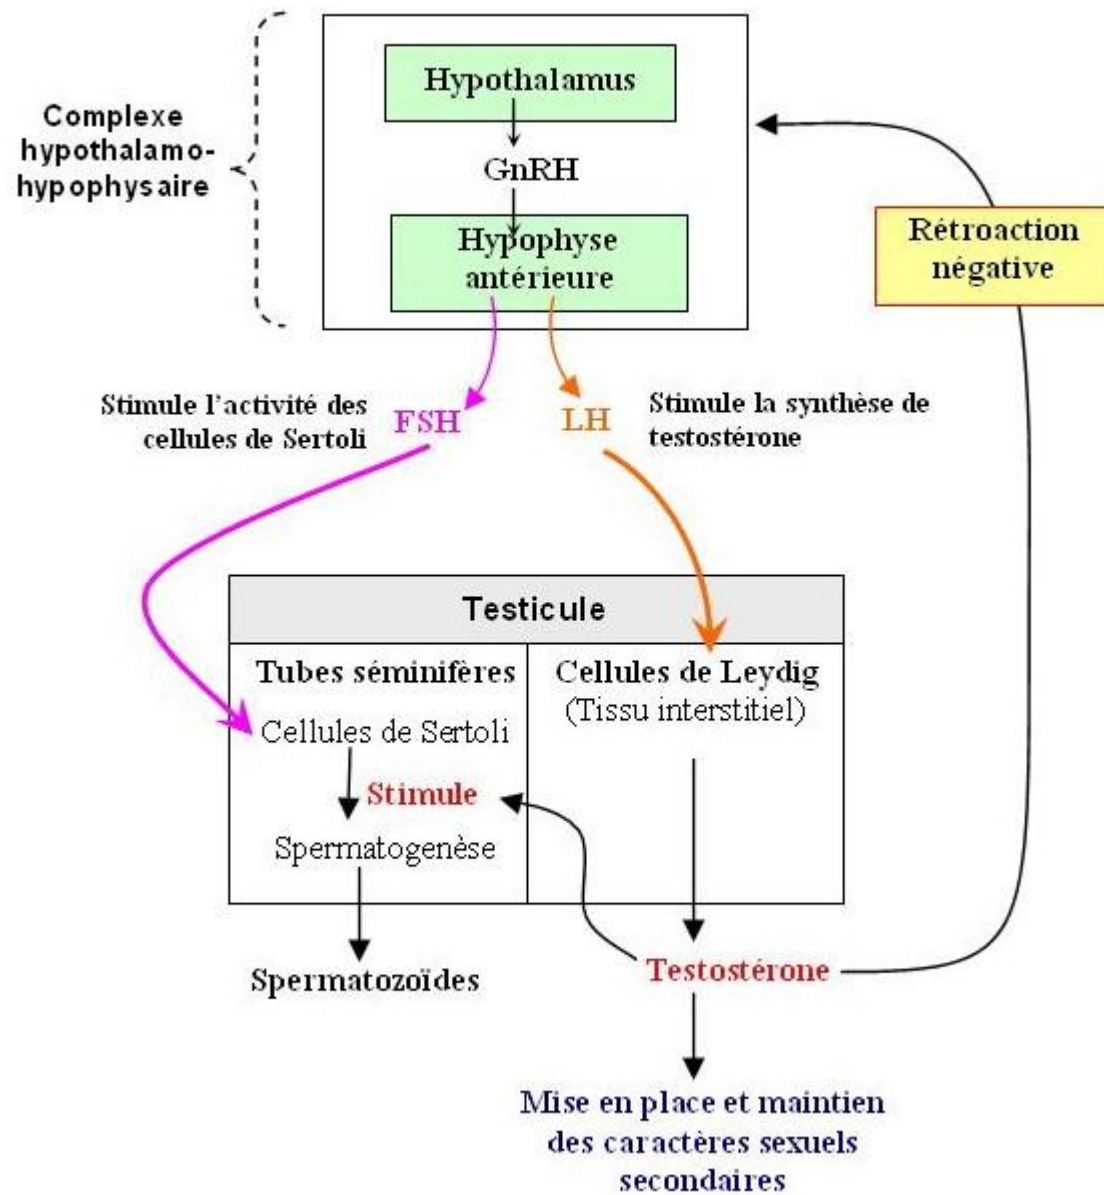 Hypothalamus
Complexe
hypothalamo-
hypophysaire
GnRH
Hypophyse
antérieure
Rétroaction
négative
Stimule l'activité des
cellules de Sertoli
FSH
LH
Stimule la synthèse de
testostérone
Testicule
Tubes séminifères
Cellules de Sertoli
Stimule
Spermatogenèse
Cellules de Leydig
(Tissu interstitiel)
Spermatozoïdes
Testostérone
Mise en place et maintien
des caractères sexuels
secondaires